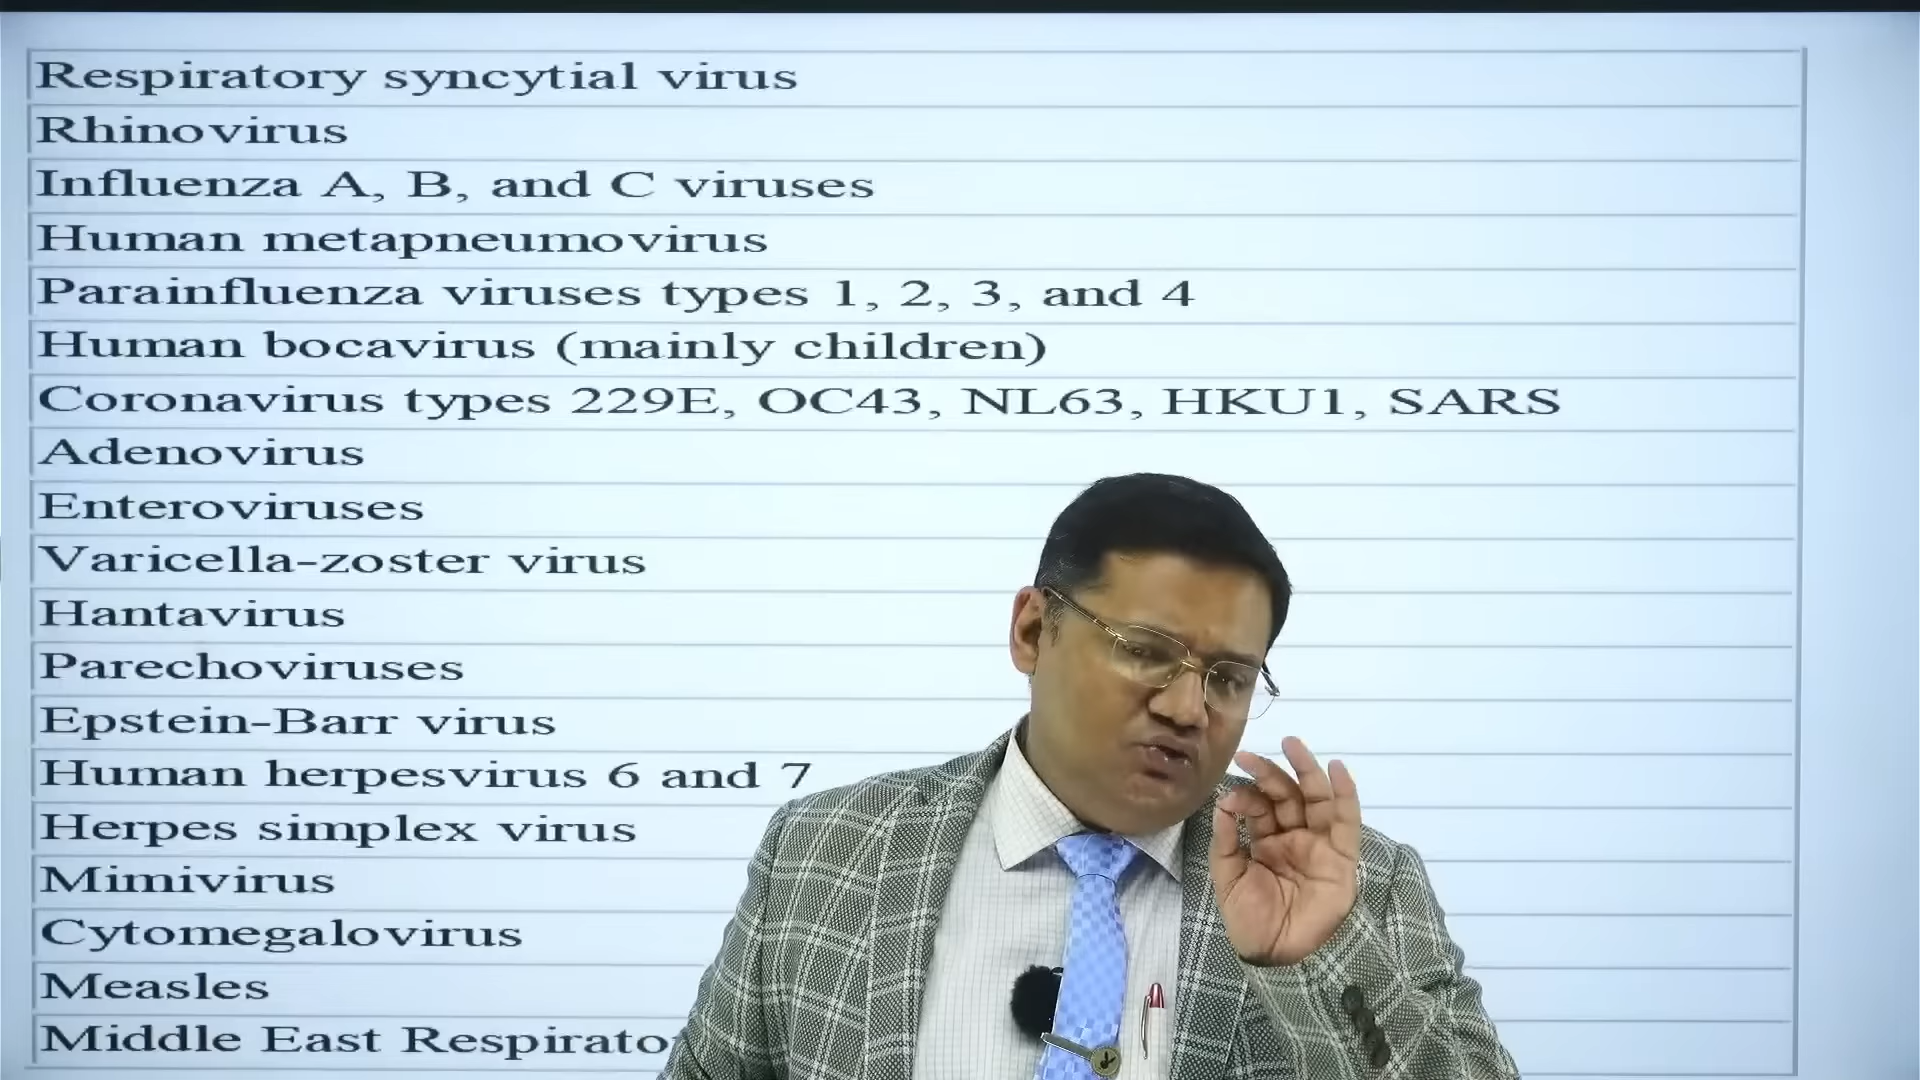 Respiratory syncytial virus
Rhinovirus
Influenza A, B, and C viruses
Human metapneumovirus
Parainfluenza viruses types 1, 2, 3, and 4
Human bocavirus (mainly children)
Coronavirus types 229E, OC43, NL63, HKU1, SARS
Adenovirus
Enteroviruses
Varicella-zoster virus
Hantavirus
Parechoviruses
Epstein-Barr virus
Human herpesvirus 6 and 7
Herpes simplex virus
Mimivirus
Cytomegalovirus
Measles
Middle East